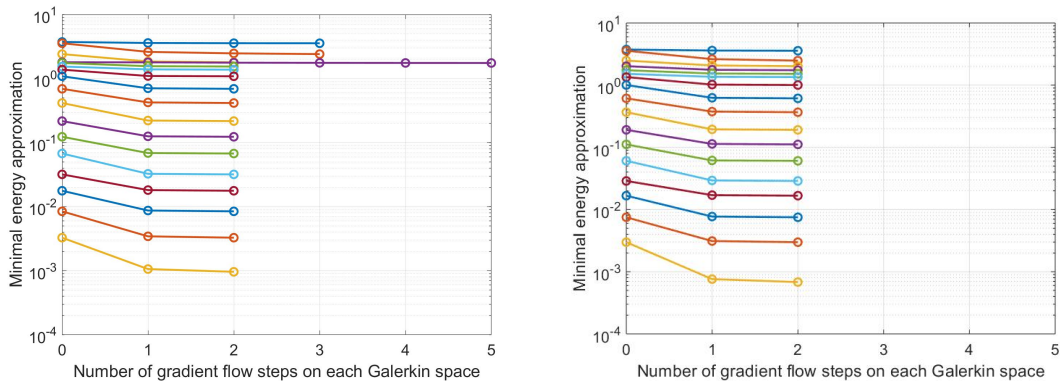 10^1
10^0
10^-1
10^-2
10^-3
10^-4
Minimal energy approximation
0 1 2 3 4 5
Number of gradient flow steps on each Galerkin space
10^1
10^0
10^-1
10^-2
10^-3
10^-4
Minimal energy approximation
0 1 2 3 4 5
Number of gradient flow steps on each Galerkin space